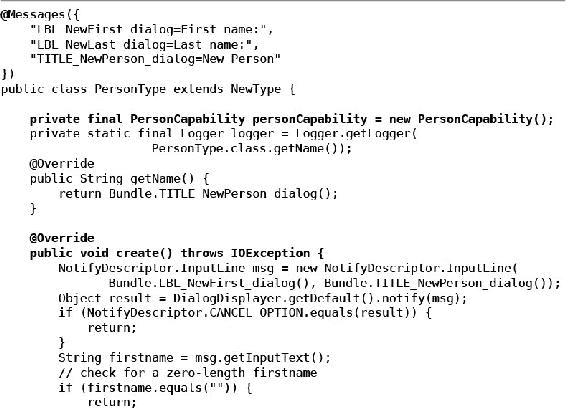 @Messages({
    "LBL_NewFirst_dialog=First name:",
    "LBL_NewLast_dialog=Last name:",
    "TITLE_NewPerson_dialog=New Person"
})
public class PersonType extends NewType {
    private final PersonCapability personCapability = new PersonCapability();
    private static final Logger logger = Logger.getLogger(
                     PersonType.class.getName());
    @Override
    public String getName() {
        return Bundle.TITLE_NewPerson_dialog();
    }
    @Override
    public void create() throws IOException {
        NotifyDescriptor.InputLine msg = new NotifyDescriptor.InputLine(
               Bundle.LBL_NewFirst_dialog(), Bundle.TITLE_NewPerson_dialog());
        Object result = DialogDisplayer.getDefault().notify(msg);
        if (NotifyDescriptor.CANCEL_OPTION.equals(result)) {
            return;
        }
        String firstname = msg.getInputText();
        // check for a zero-length firstname
        if (firstname.equals("")) {
            return;